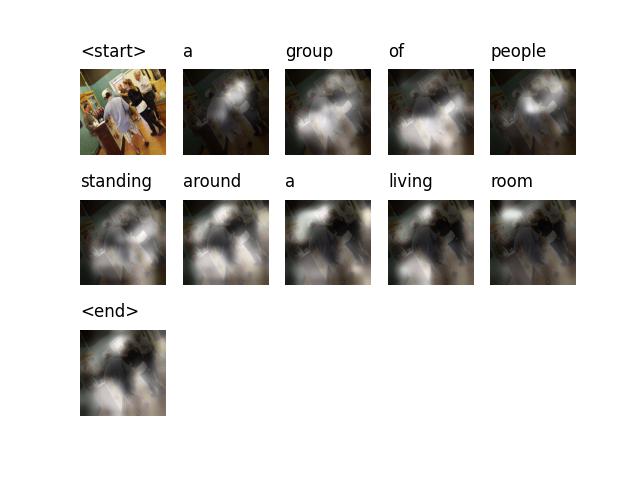 <start> a group of people
standing around a living room
<end>